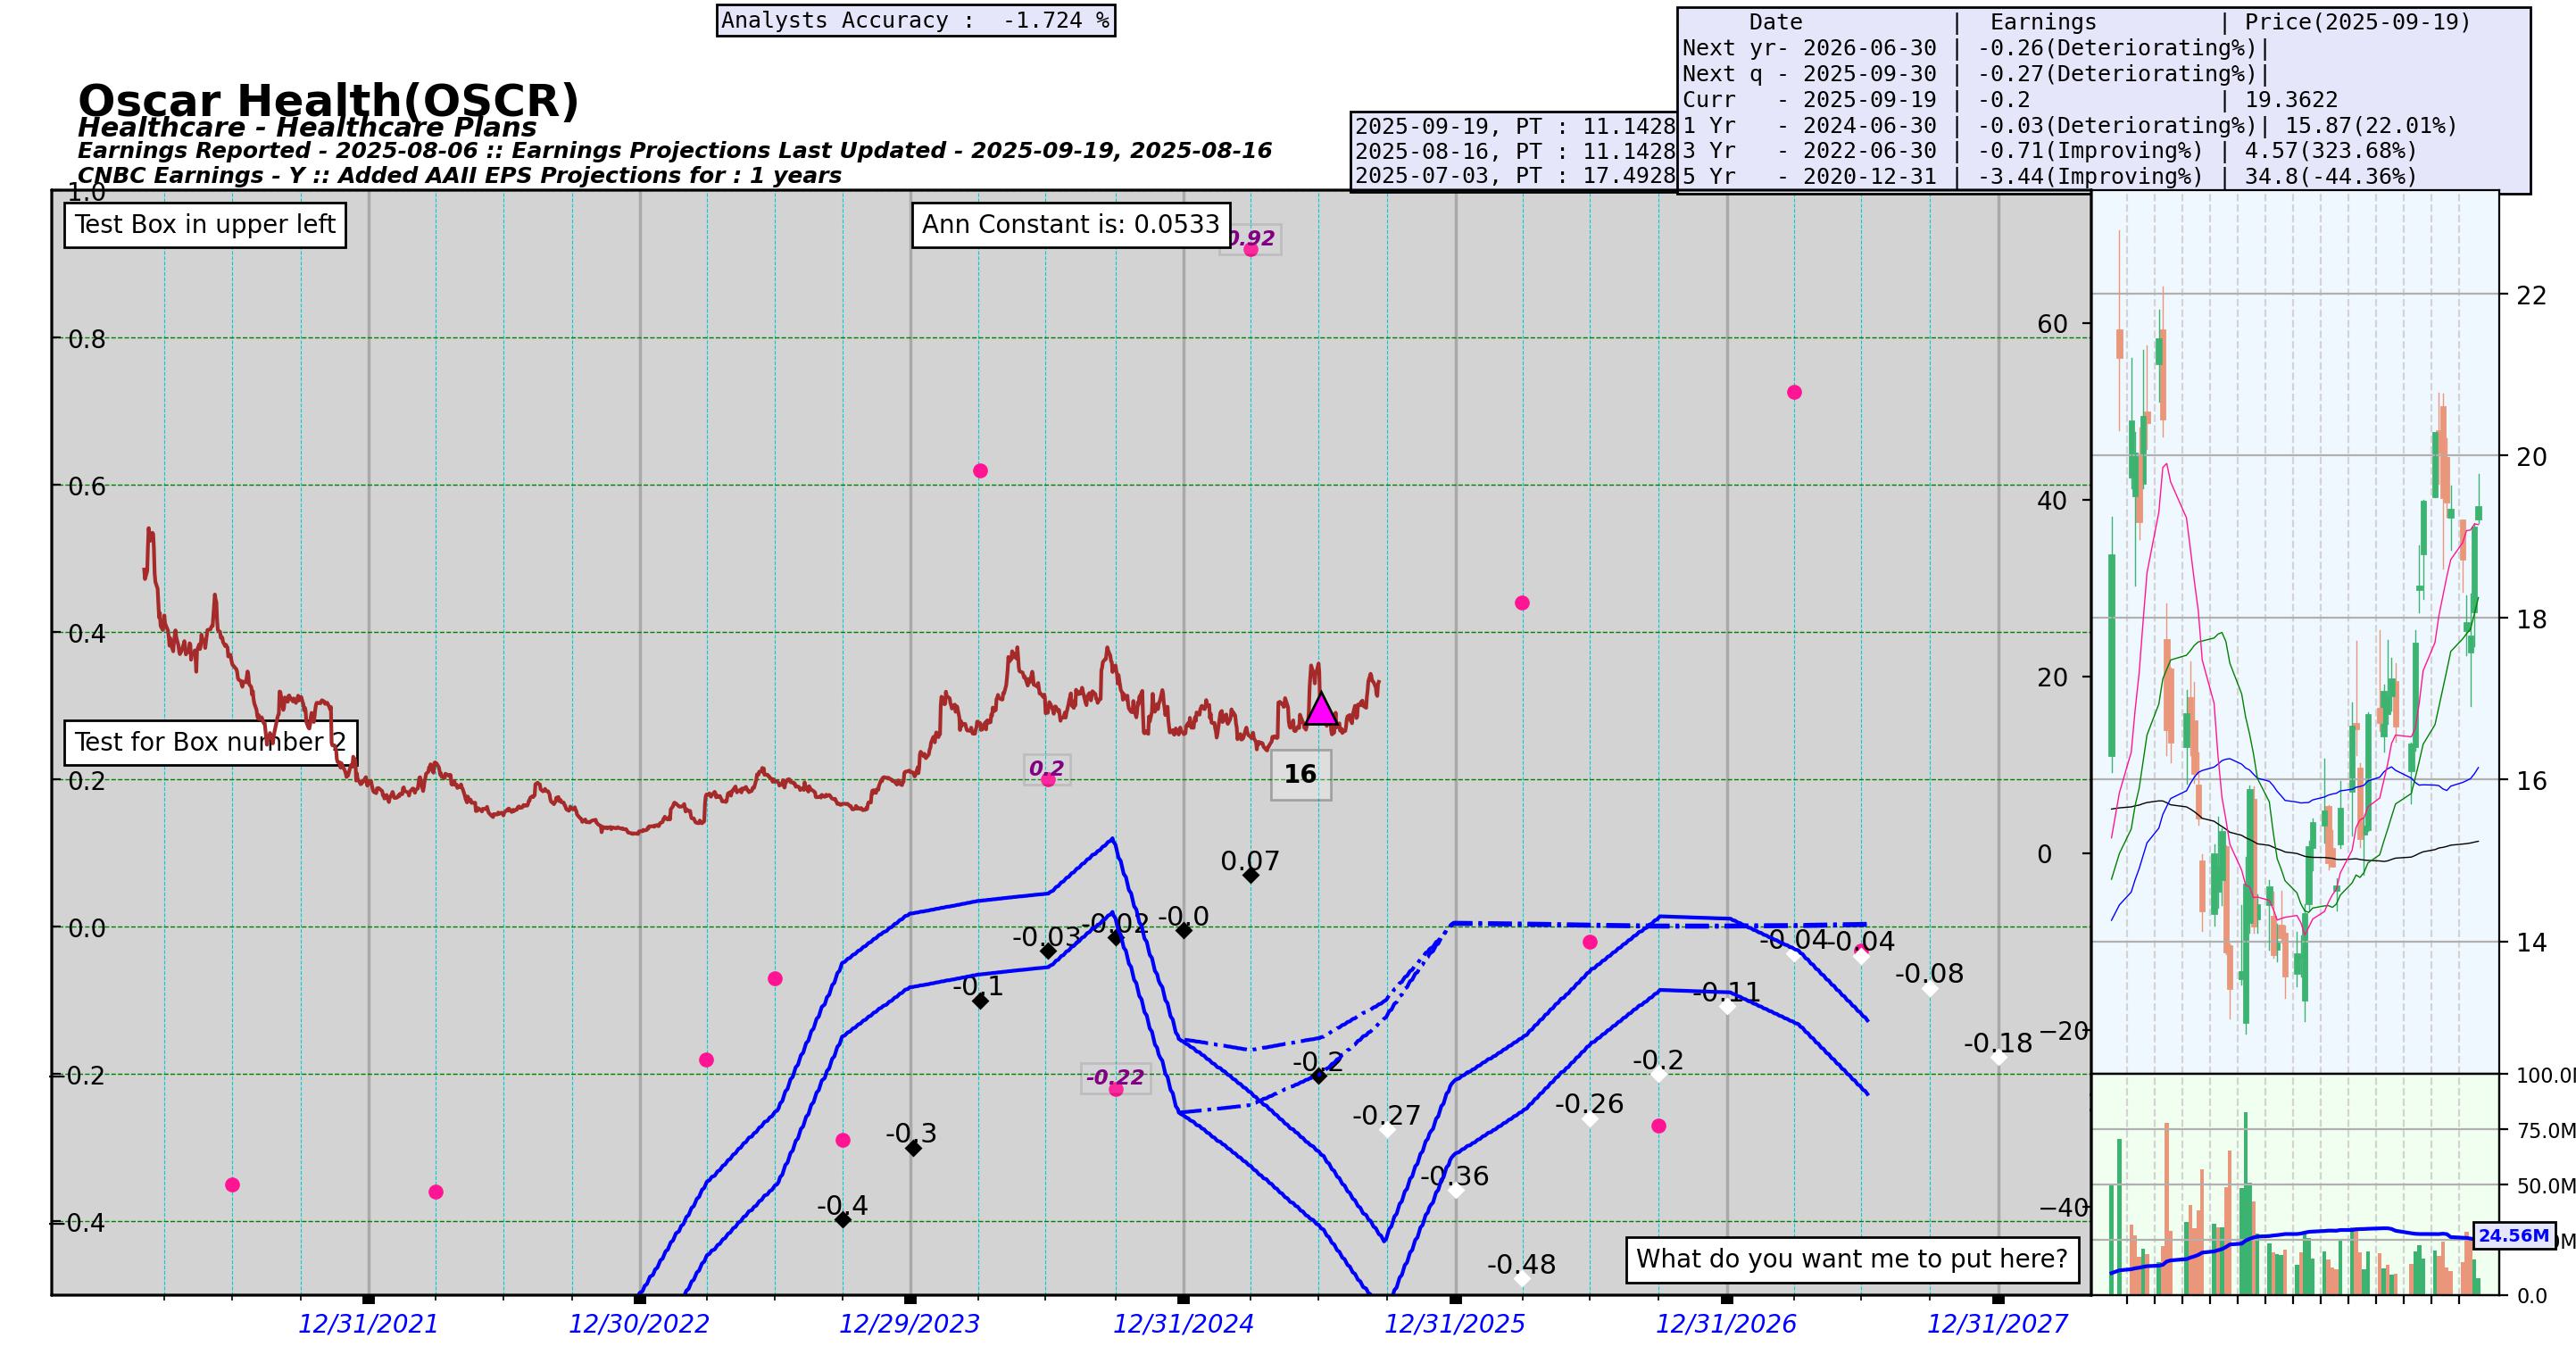 Analysts Accuracy :  -1.724 %
Date | Earnings | Price(2025-09-19)
Next yr- 2026-06-30 | -0.26(Deteriorating%)|
Next q - 2025-09-30 | -0.27(Deteriorating%)|
Curr - 2025-09-19 | -0.2 | 19.3622
1 Yr - 2024-06-30 | -0.03(Deteriorating%)| 15.87(22.01%)
3 Yr - 2022-06-30 | -0.71(Improving%) | 4.57(323.68%)
5 Yr - 2020-12-31 | -3.44(Improving%) | 34.8(-44.36%)
Oscar Health(OSCR)
Healthcare - Healthcare Plans
Earnings Reported - 2025-08-06 :: Earnings Projections Last Updated - 2025-09-19, 2025-08-16
CNBC Earnings - Y :: Added AAII EPS Projections for : 1 years
2025-09-19, PT : 11.1428
2025-08-16, PT : 11.1428
2025-07-03, PT : 17.4928
1.0
Test Box in upper left
Ann Constant is: 0.0533
0.92
22
60
0.8
20
40
0.6
18
0.4
20
Test for Box number 2
0.2
0.2
16
16
0.07
0
-0.03
-0.02
-0.0
0.0
-0.04
-0.04
14
-0.1
-0.11
-0.08
-0.2
-0.2
-0.18
−20
−0.2
-0.22
100.0M
-0.27
-0.26
75.0M
-0.3
-0.36
50.0M
-0.4
−0.4
−40
24.56M
-0.48
What do you want me to put here?
0.0
12/31/2021
12/30/2022
12/29/2023
12/31/2024
12/31/2025
12/31/2026
12/31/2027